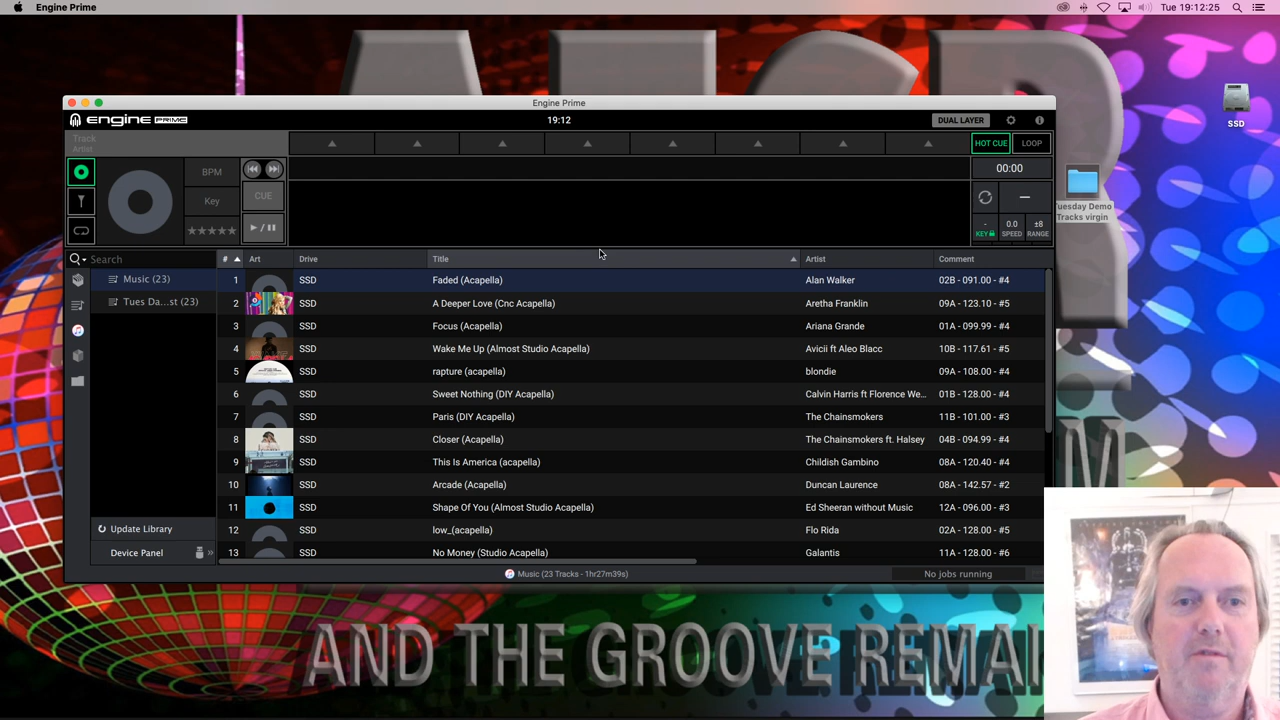 Engine Prime
Tue 19:12:25
SSD
Tuesday Demo
Tracks virgin
Engine Prime
engine PRIME
19:12
DUAL LAYER
Track
Artist
HOT CUE
LOOP
BPM
Key
CUE
00:00
-
KEY
0.0
SPEED
±8
RANGE
Search
# Art Drive Title Artist Comment
Music (23)
Tues Da...st (23)
1 SSD Faded (Acapella) Alan Walker 02B - 091.00 - #4
2 SSD A Deeper Love (Cnc Acapella) Aretha Franklin 09A - 123.10 - #5
3 SSD Focus (Acapella) Ariana Grande 01A - 099.99 - #4
4 SSD Wake Me Up (Almost Studio Acapella) Avicii ft Aleo Blacc 10B - 117.61 - #5
5 SSD rapture (acapella) blondie 09A - 108.00 - #4
6 SSD Sweet Nothing (DIY Acapella) Calvin Harris ft Florence We... 01B - 128.00 - #4
7 SSD Paris (DIY Acapella) The Chainsmokers 11B - 101.00 - #3
8 SSD Closer (Acapella) The Chainsmokers ft. Halsey 04B - 094.99 - #4
9 SSD This Is America (acapella) Childish Gambino 08A - 120.40 - #4
10 SSD Arcade (Acapella) Duncan Laurence 08A - 142.57 - #2
11 SSD Shape Of You (Almost Studio Acapella) Ed Sheeran without Music 12A - 096.00 - #3
12 SSD low_(acapella) Flo Rida 02A - 128.00 - #5
13 SSD No Money (Studio Acapella) Galantis 11A - 128.00 - #6
Update Library
Device Panel
Music (23 Tracks - 1hr27m39s)
No jobs running
AND THE GROOVE REMAI